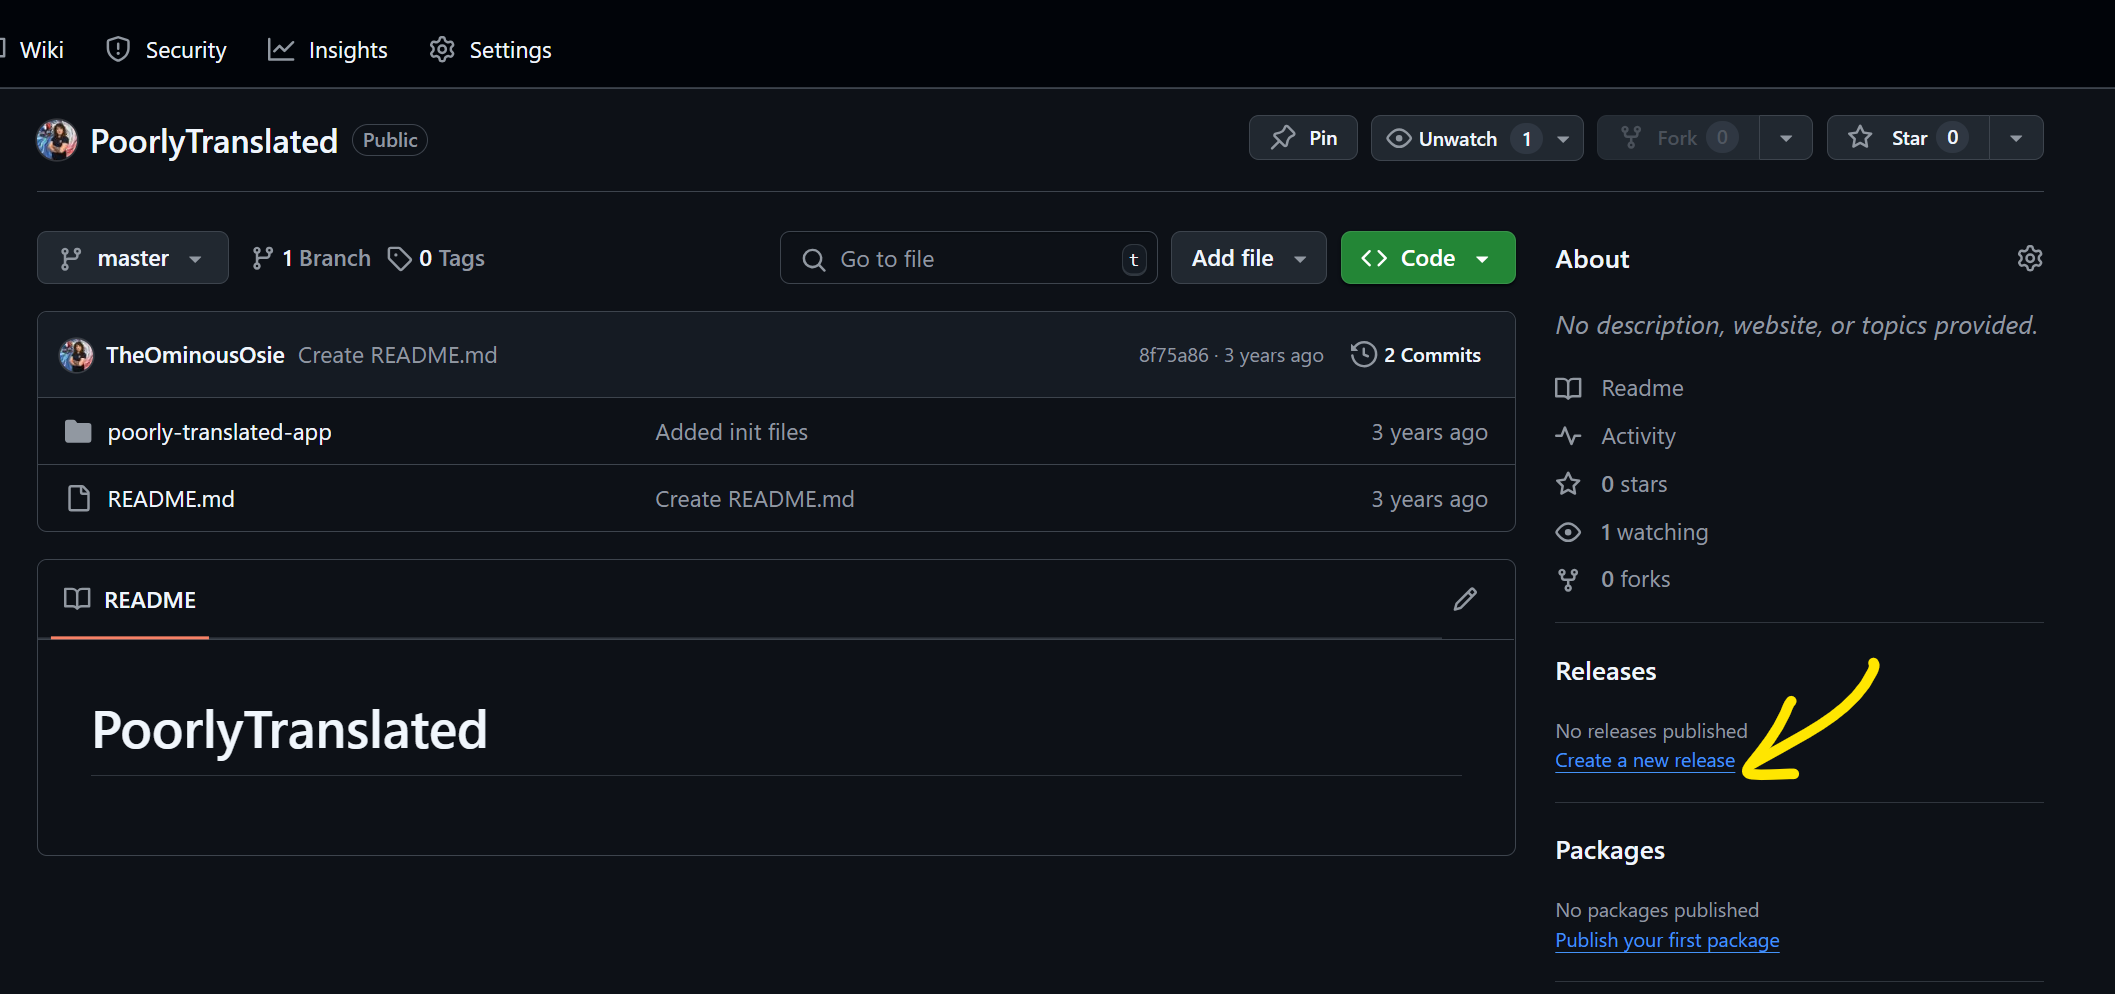 Wiki Security Insights Settings
PoorlyTranslated Public Pin Unwatch 1 Fork 0 Star 0
master 1 Branch 0 Tags Go to file t Add file Code
TheOminousOsie Create README.md 8f75a86 · 3 years ago 2 Commits
poorly-translated-app Added init files 3 years ago
README.md Create README.md 3 years ago
README
PoorlyTranslated
About
No description, website, or topics provided.
Readme
Activity
0 stars
1 watching
0 forks
Releases
No releases published
Create a new release
Packages
No packages published
Publish your first package